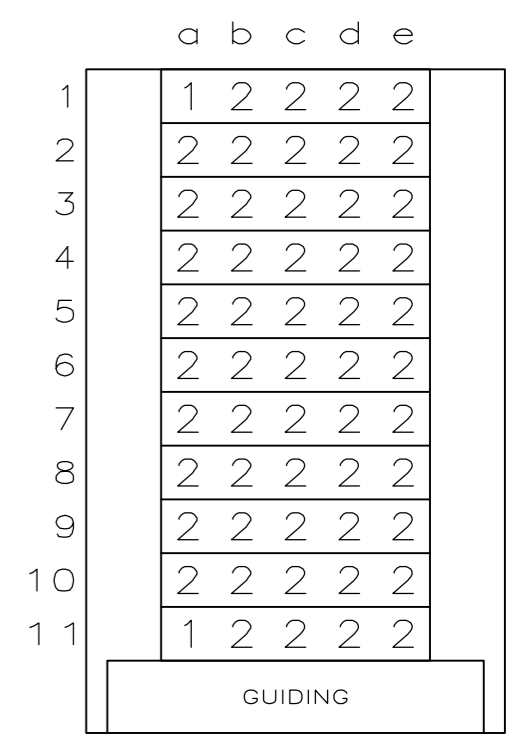 a b c d e
1 1 2 2 2 2
2 2 2 2 2 2
3 2 2 2 2 2
4 2 2 2 2 2
5 2 2 2 2 2
6 2 2 2 2 2
7 2 2 2 2 2
8 2 2 2 2 2
9 2 2 2 2 2
10 2 2 2 2 2
11 1 2 2 2 2
GUIDING